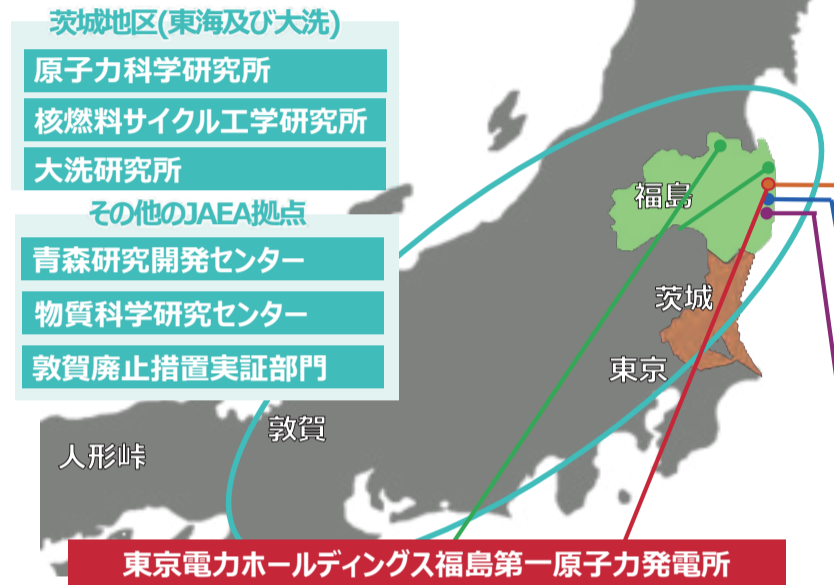 茨城地区(東海及び大洗)
原子力科学研究所
核燃料サイクル工学研究所
大洗研究所
その他のJAEA拠点
青森研究開発センター
物質科学研究センター
敦賀廃止措置実証部門
福島
茨城
東京
敦賀
人形峠
東京電力ホールディングス福島第一原子力発電所